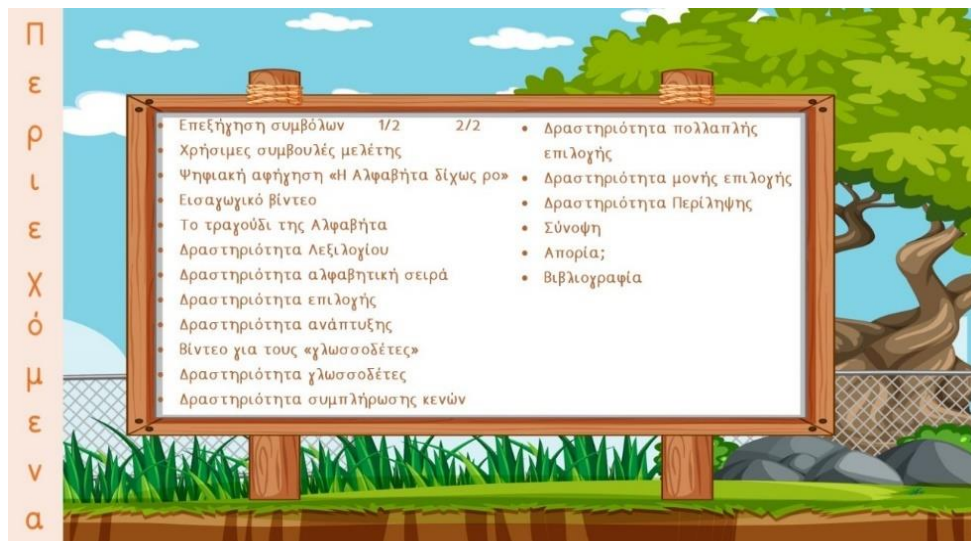 Περιεχόμενα
Επεξήγηση συμβόλων 1/2 2/2
Χρήσιμες συμβουλές μελέτης
Ψηφιακή αφήγηση «Η Αλφαβήτα δίχως ρο»
Εισαγωγικό βίντεο
Το τραγούδι της Αλφαβήτα
Δραστηριότητα Λεξιλογίου
Δραστηριότητα αλφαβητική σειρά
Δραστηριότητα επιλογής
Δραστηριότητα ανάπτυξης
Βίντεο για τους «γλωσσοδέτες»
Δραστηριότητα γλωσσοδέτες
Δραστηριότητα συμπλήρωσης κενών
Δραστηριότητα πολλαπλής
επιλογής
Δραστηριότητα μονής επιλογής
Δραστηριότητα Περίληψης
Σύνοψη
Απορία;
Βιβλιογραφία